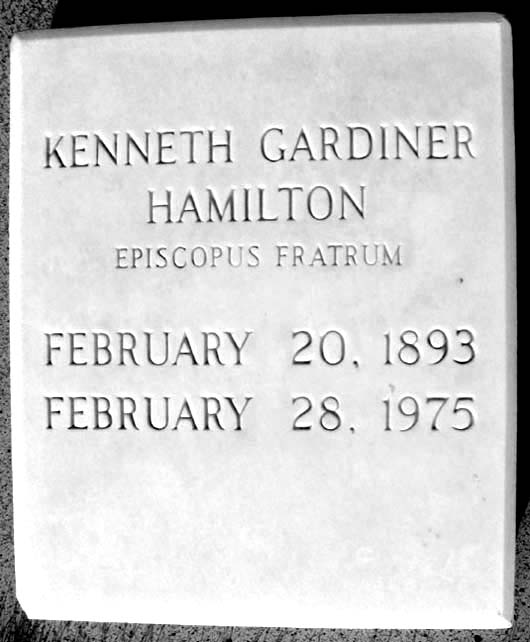 KENNETH GARDINER
HAMILTON
EPISCOPUS FRATRUM
FEBRUARY 20, 1893
FEBRUARY 28, 1975